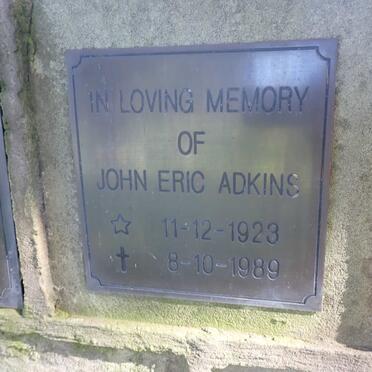 IN LOVING MEMORY
OF
JOHN ERIC ADKINS
☆ 11-12-1923
✝ 8-10-1989